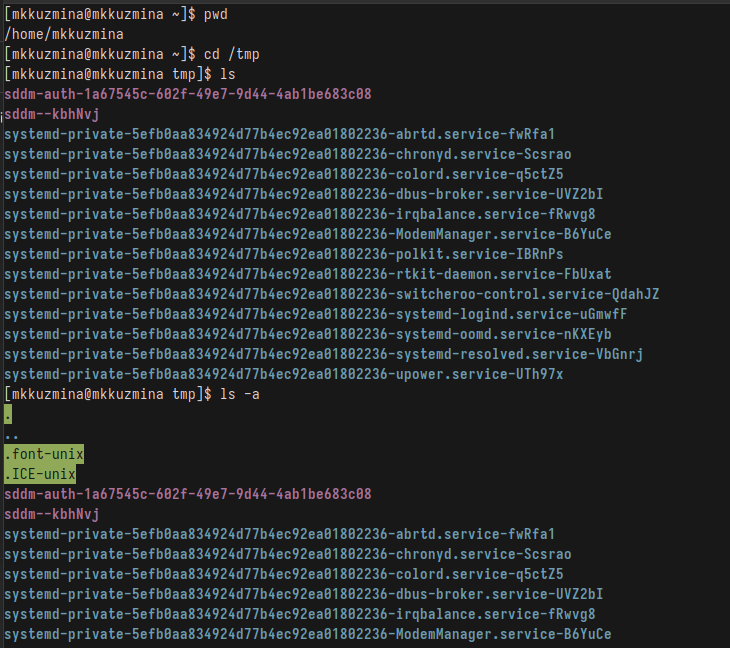 [mkkuzmina@mkkuzmina ~]$ pwd
/home/mkkuzmina
[mkkuzmina@mkkuzmina ~]$ cd /tmp
[mkkuzmina@mkkuzmina tmp]$ ls
sddm-auth-1a67545c-602f-49e7-9d44-4ab1be683c08
sddm--kbhNvj
systemd-private-5efb0aa834924d77b4ec92ea01802236-abrtd.service-fwRfa1
systemd-private-5efb0aa834924d77b4ec92ea01802236-chronyd.service-Scsrao
systemd-private-5efb0aa834924d77b4ec92ea01802236-colord.service-q5ctZ5
systemd-private-5efb0aa834924d77b4ec92ea01802236-dbus-broker.service-UVZ2bI
systemd-private-5efb0aa834924d77b4ec92ea01802236-irqbalance.service-fRwvg8
systemd-private-5efb0aa834924d77b4ec92ea01802236-ModemManager.service-B6YuCe
systemd-private-5efb0aa834924d77b4ec92ea01802236-polkit.service-IBRnPs
systemd-private-5efb0aa834924d77b4ec92ea01802236-rtkit-daemon.service-FbUxat
systemd-private-5efb0aa834924d77b4ec92ea01802236-switcheroo-control.service-QdahJZ
systemd-private-5efb0aa834924d77b4ec92ea01802236-systemd-logind.service-uGmwfF
systemd-private-5efb0aa834924d77b4ec92ea01802236-systemd-oomd.service-nKXEyb
systemd-private-5efb0aa834924d77b4ec92ea01802236-systemd-resolved.service-VbGnrj
systemd-private-5efb0aa834924d77b4ec92ea01802236-upower.service-UTh97x
[mkkuzmina@mkkuzmina tmp]$ ls -a
.
..
.font-unix
.ICE-unix
sddm-auth-1a67545c-602f-49e7-9d44-4ab1be683c08
sddm--kbhNvj
systemd-private-5efb0aa834924d77b4ec92ea01802236-abrtd.service-fwRfa1
systemd-private-5efb0aa834924d77b4ec92ea01802236-chronyd.service-Scsrao
systemd-private-5efb0aa834924d77b4ec92ea01802236-colord.service-q5ctZ5
systemd-private-5efb0aa834924d77b4ec92ea01802236-dbus-broker.service-UVZ2bI
systemd-private-5efb0aa834924d77b4ec92ea01802236-irqbalance.service-fRwvg8
systemd-private-5efb0aa834924d77b4ec92ea01802236-ModemManager.service-B6YuCe